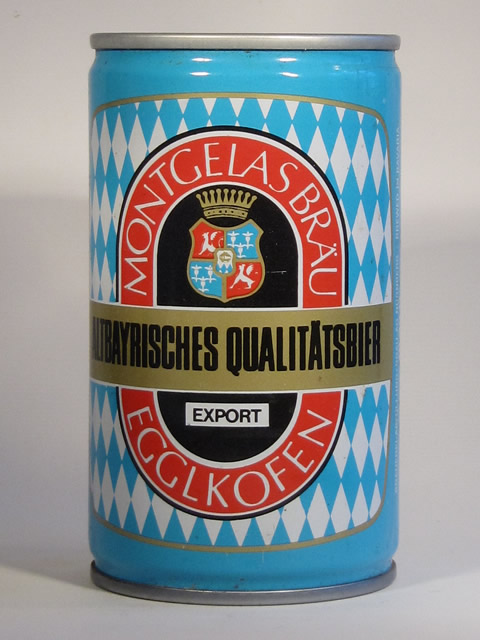 MONTGELAS BRÄU
ALTBAYRISCHES QUALITÄTSBIER
EXPORT
EGGLKOFEN